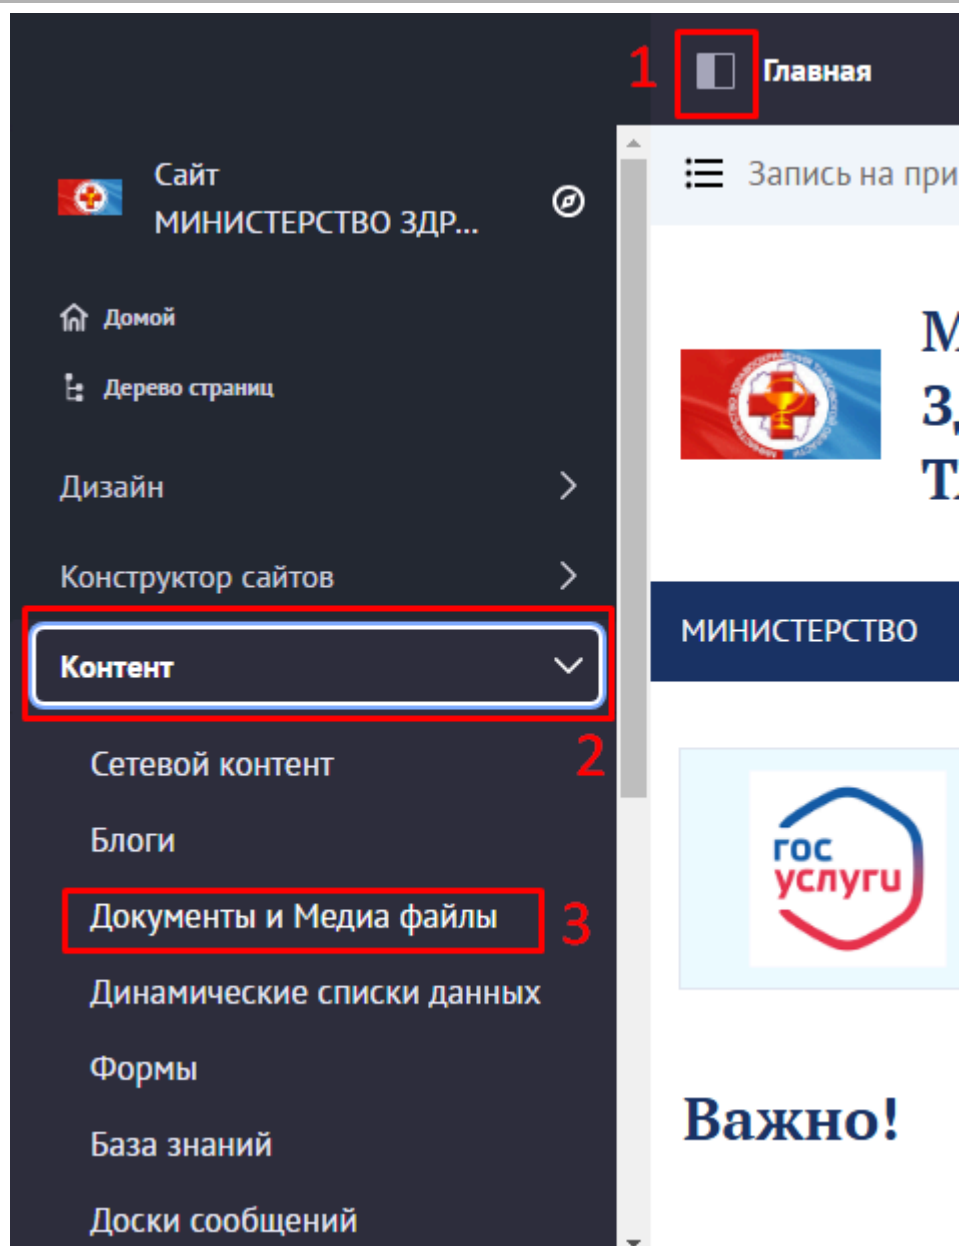 1
Главная
Сайт
МИНИСТЕРСТВО ЗДР...
Запись на при
Домой
Дерево страниц
Дизайн
Конструктор сайтов
Контент
2
Сетевой контент
Блоги
Документы и Медиа файлы
3
Динамические списки данных
Формы
База знаний
Доски сообщений
МИНИСТЕРСТВО
гос
услуги
Важно!